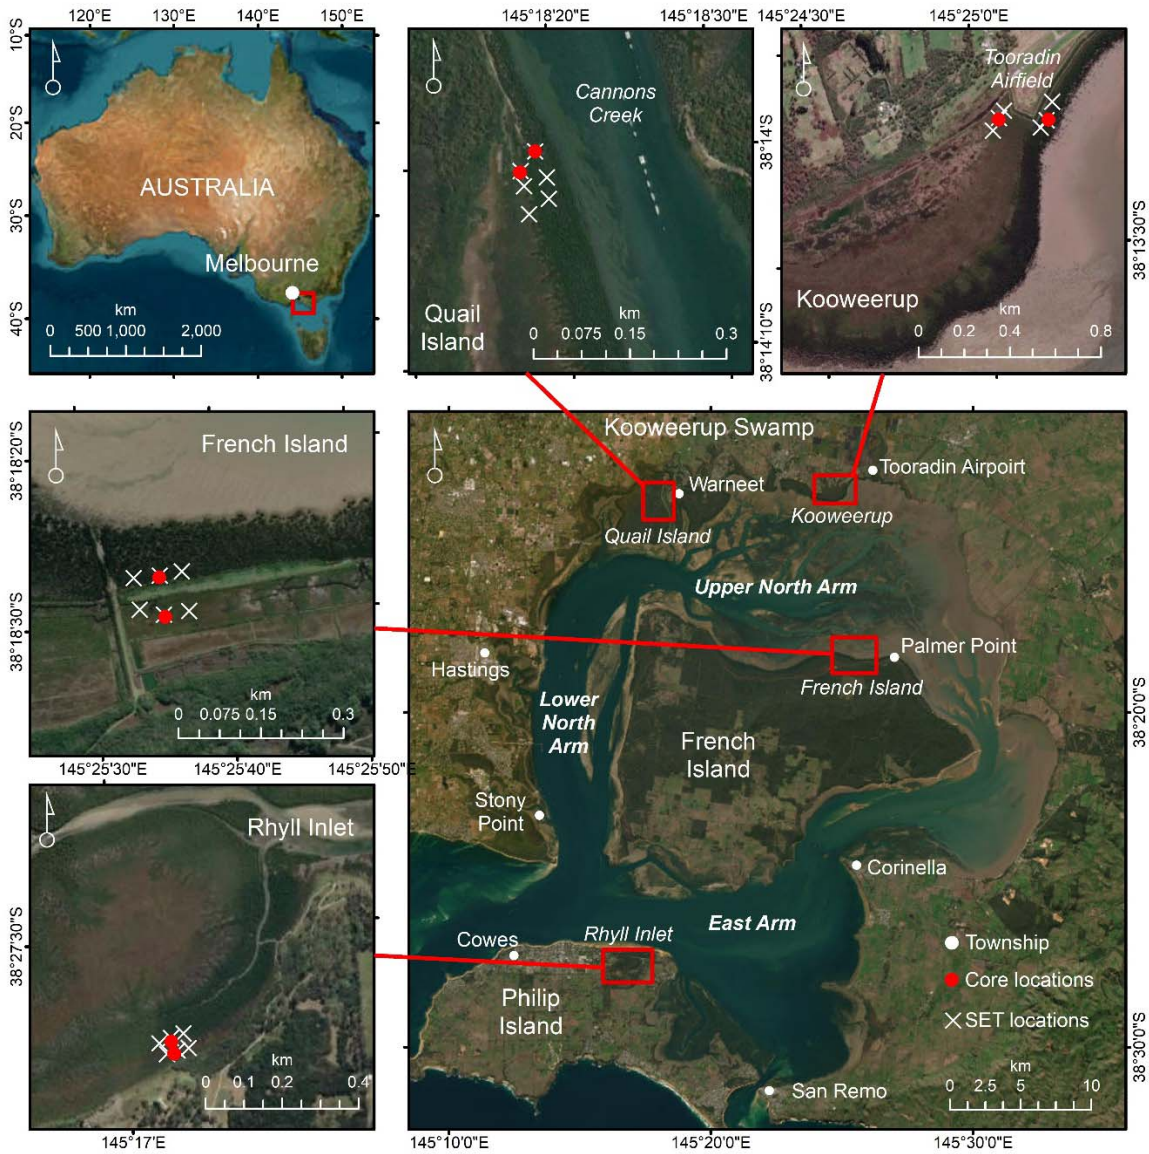 120°E 130°E 140°E 150°E
10°S
20°S
30°S
40°S
AUSTRALIA
Melbourne
km
0 500 1,000 2,000
145°18'20" 145°18'30"
Cannons
Creek
Quail
Island
km
0 0.075 0.15 0.3
38°14'S
38°14'10"S
145°24'30" 145°25'E
Tooradin
Airfield
Kooweerup
km
0 0.2 0.4 0.8
38°13'30"S
38°18'20"S
38°18'30"S
French Island
km
0 0.075 0.15 0.3
145°25'30"E 145°25'40"E 145°25'50"E
Rhyll Inlet
38°27'30"S
km
0 0.1 0.2 0.4
145°17'E
Kooweerup Swamp
Warneet
Tooradin Airpoirt
Quail Island
Kooweerup
Upper North Arm
Hastings
Palmer Point
French Island
Lower
North
Arm
French
Island
Stony
Point
Corinella
East Arm
Rhyll Inlet
Cowes
Philip
Island
San Remo
Township
Core locations
SET locations
km
0 2.5 5 10
38°20'0"S
38°30'0"S
145°10'E 145°20'0"E 145°30'0"E